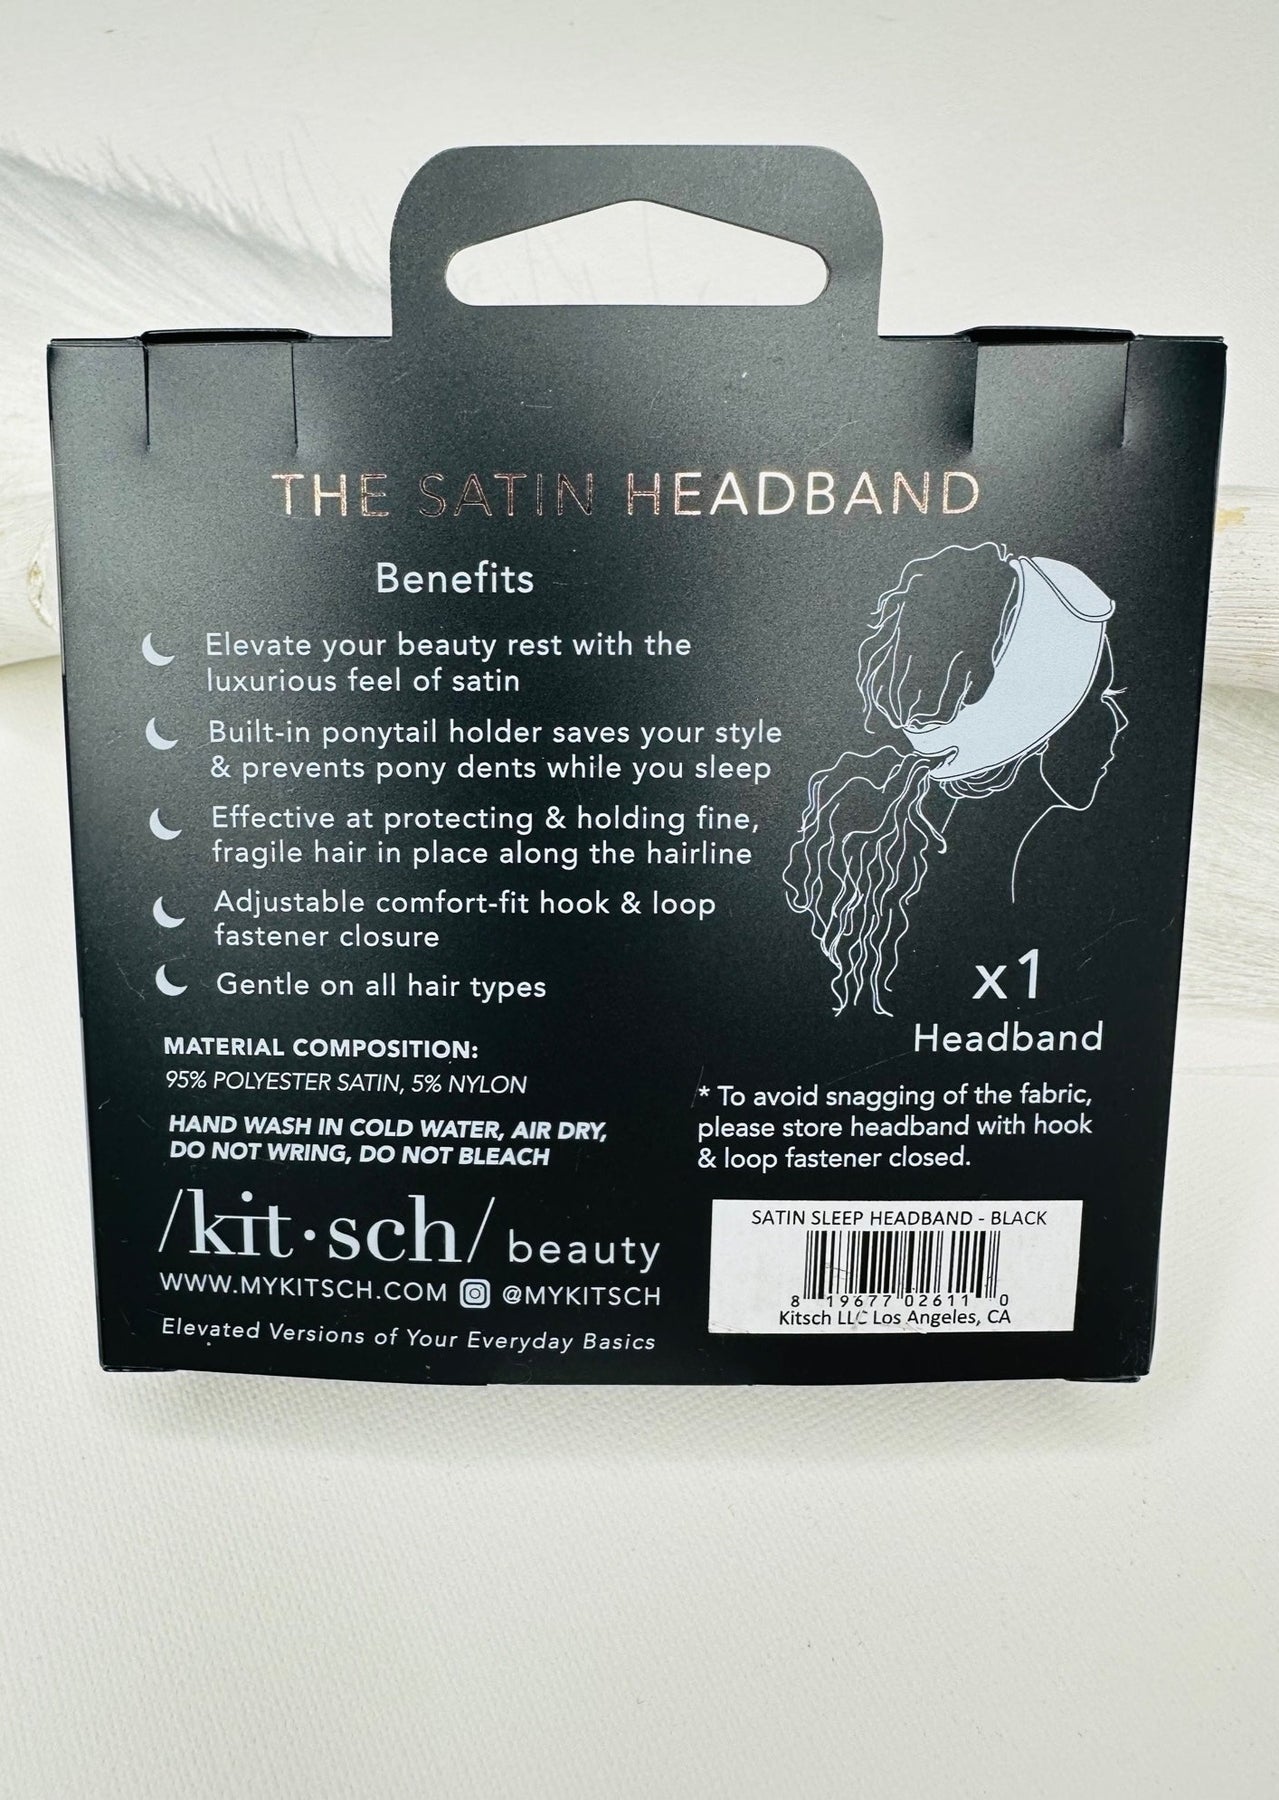 THE SATIN HEADBAND
Benefits
Elevate your beauty rest with the
luxurious feel of satin
Built-in ponytail holder saves your style
& prevents pony dents while you sleep
Effective at protecting & holding fine,
fragile hair in place along the hairline
Adjustable comfort-fit hook & loop
fastener closure
Gentle on all hair types
x1
Headband
MATERIAL COMPOSITION:
95% POLYESTER SATIN, 5% NYLON
HAND WASH IN COLD WATER, AIR DRY,
DO NOT WRING, DO NOT BLEACH
* To avoid snagging of the fabric,
please store headband with hook
& loop fastener closed.
/kit·sch/ beauty
WWW.MYKITSCH.COM @MYKITSCH
Elevated Versions of Your Everyday Basics
SATIN SLEEP HEADBAND - BLACK
8 19677 02611 0
Kitsch LLC Los Angeles, CA